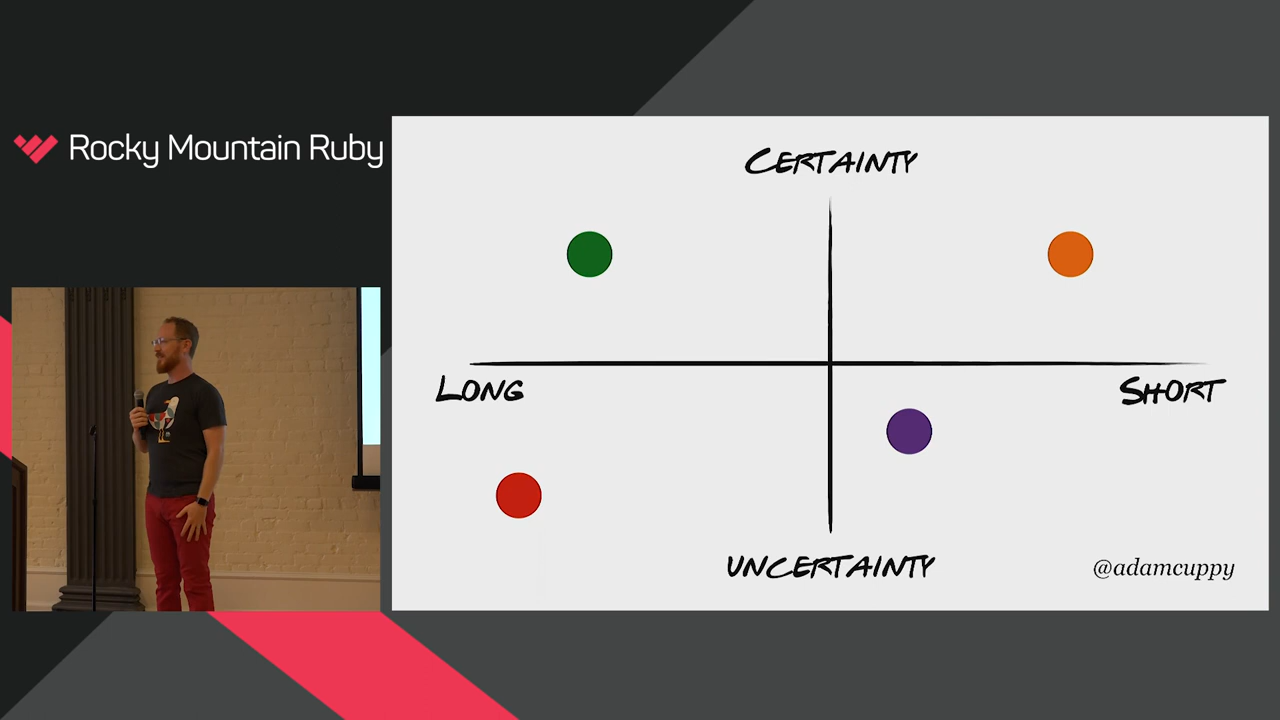 Rocky Mountain Ruby
CERTAINTY
LONG
SHORT
UNCERTAINTY
@adamcuppy